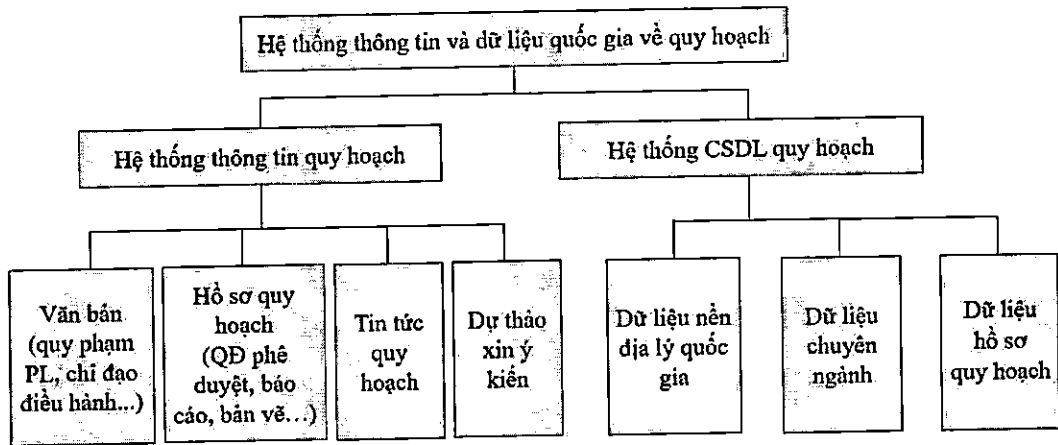 Hệ thống thông tin và dữ liệu quốc gia về quy hoạch
Hệ thống thông tin quy hoạch
Hệ thống CSDL quy hoạch
Văn bản
(quy phạm
PL, chỉ đạo
điều hành...)
Hồ sơ quy
hoạch
(QĐ phê
duyệt, báo
cáo, bản vẽ...)
Tin tức
quy
hoạch
Dự thảo
xin ý
kiến
Dữ liệu nền
địa lý quốc
gia
Dữ liệu
chuyên
ngành
Dữ liệu
hồ sơ
quy hoạch